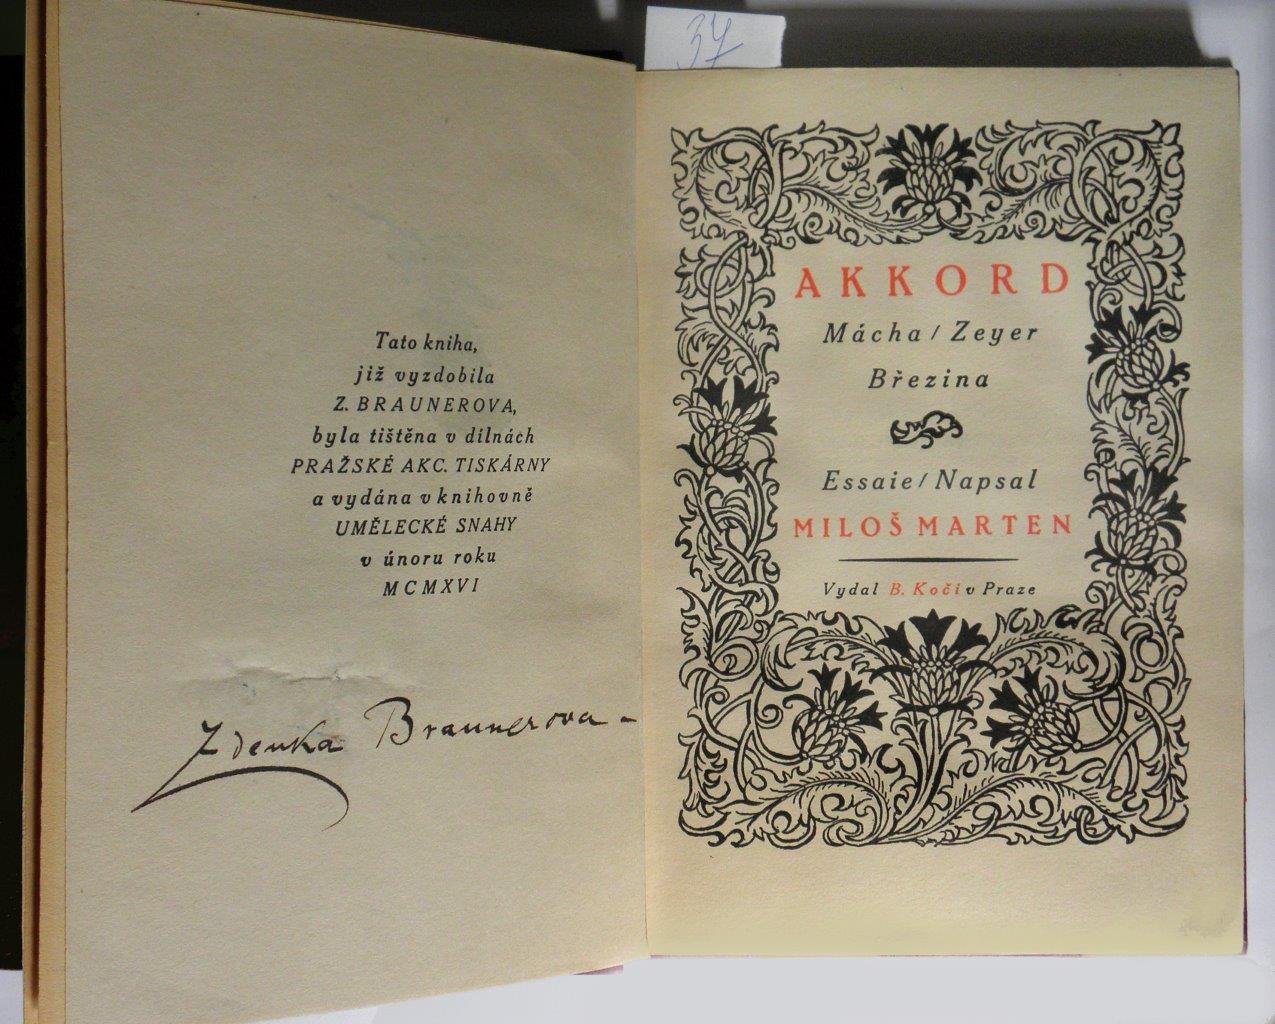 37
Tato kniha,
již vyzdobila
Z. BRAUNEROVA,
byla tištěna v dílnách
PRAŽSKÉ AKC. TISKÁRNY
a vydána v knihovně
UMĚLECKÉ SNAHY
v únoru roku
MCMXVI
Zdenka Braunerova -
AKKORD
Mácha / Zeyer
Březina
Essaie / Napsal
MILOŠ MARTEN
Vydal B. Kočí v Praze